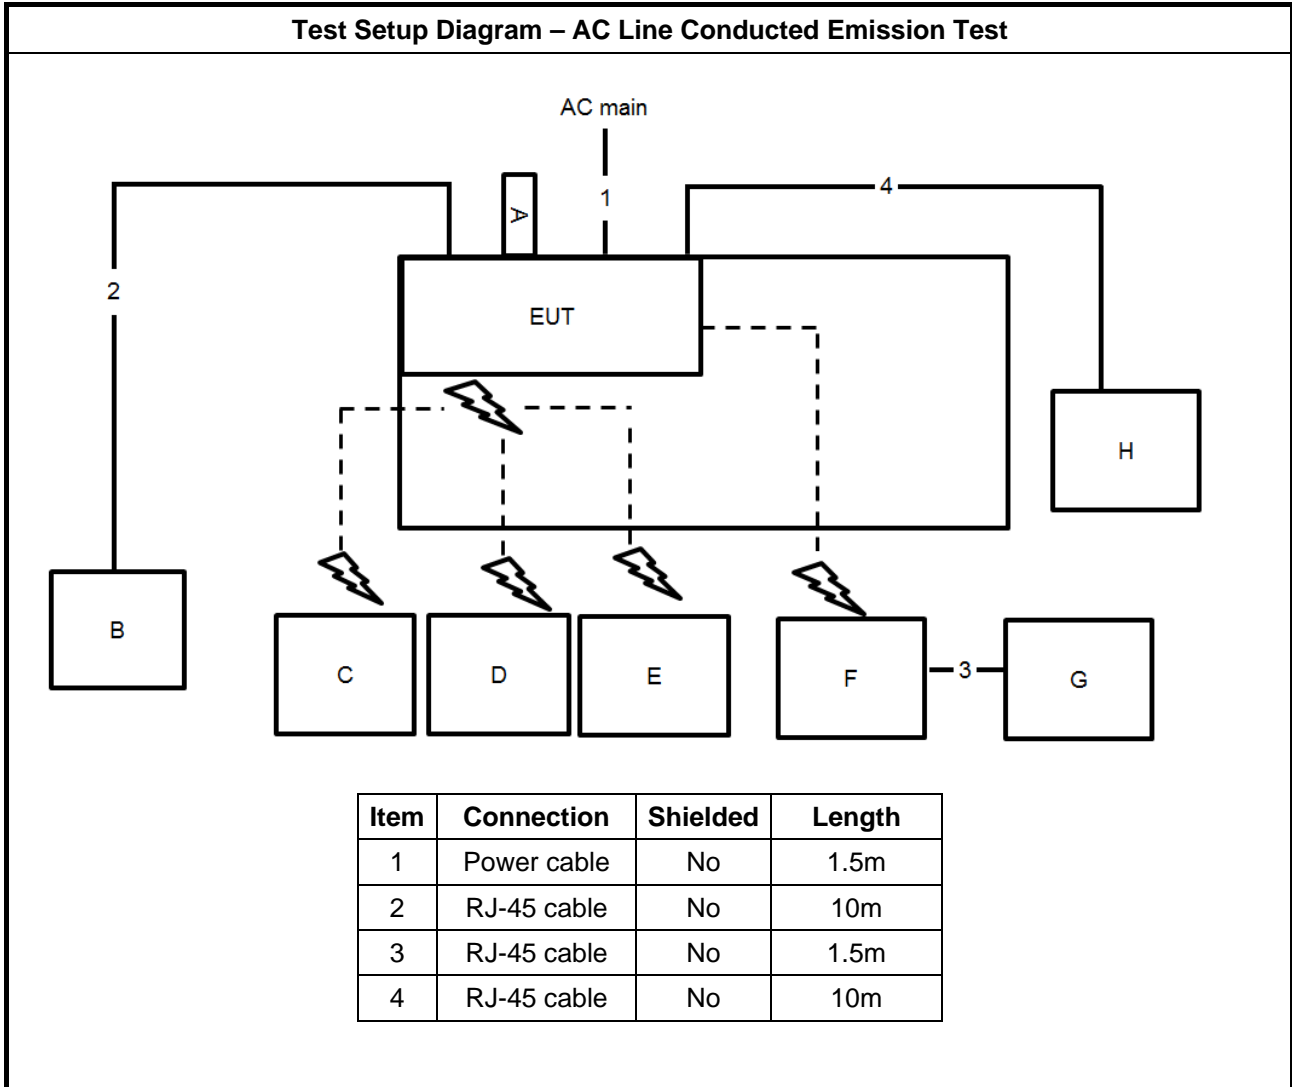 Test Setup Diagram – AC Line Conducted Emission Test
AC main
A
1
4
2
EUT
H
B
C
D
E
F
3
G
Item Connection Shielded Length
1 Power cable No 1.5m
2 RJ-45 cable No 10m
3 RJ-45 cable No 1.5m
4 RJ-45 cable No 10m